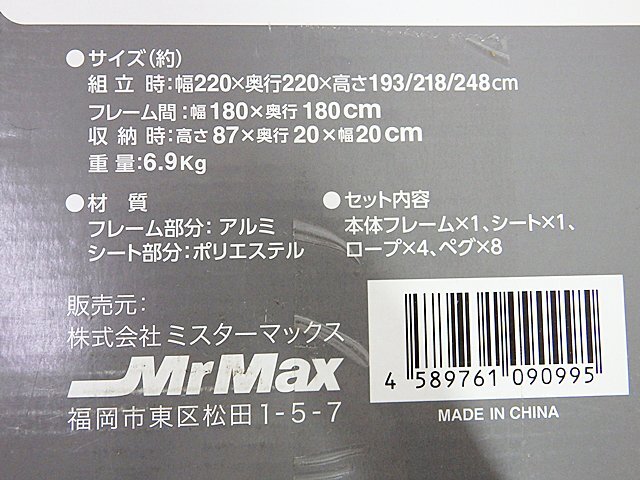 ●サイズ(約)
組立時:幅220×奥行220×高さ193/218/248cm
フレーム間:幅180×奥行180cm
収納時:高さ87×奥行20×幅20cm
重量:6.9Kg
●材質
フレーム部分:アルミ
シート部分:ポリエステル
●セット内容
本体フレーム×1、シート×1、
ロープ×4、ペグ×8
販売元:
株式会社ミスターマックス
MrMax
福岡市東区松田1-5-7
4 589761 090995
MADE IN CHINA